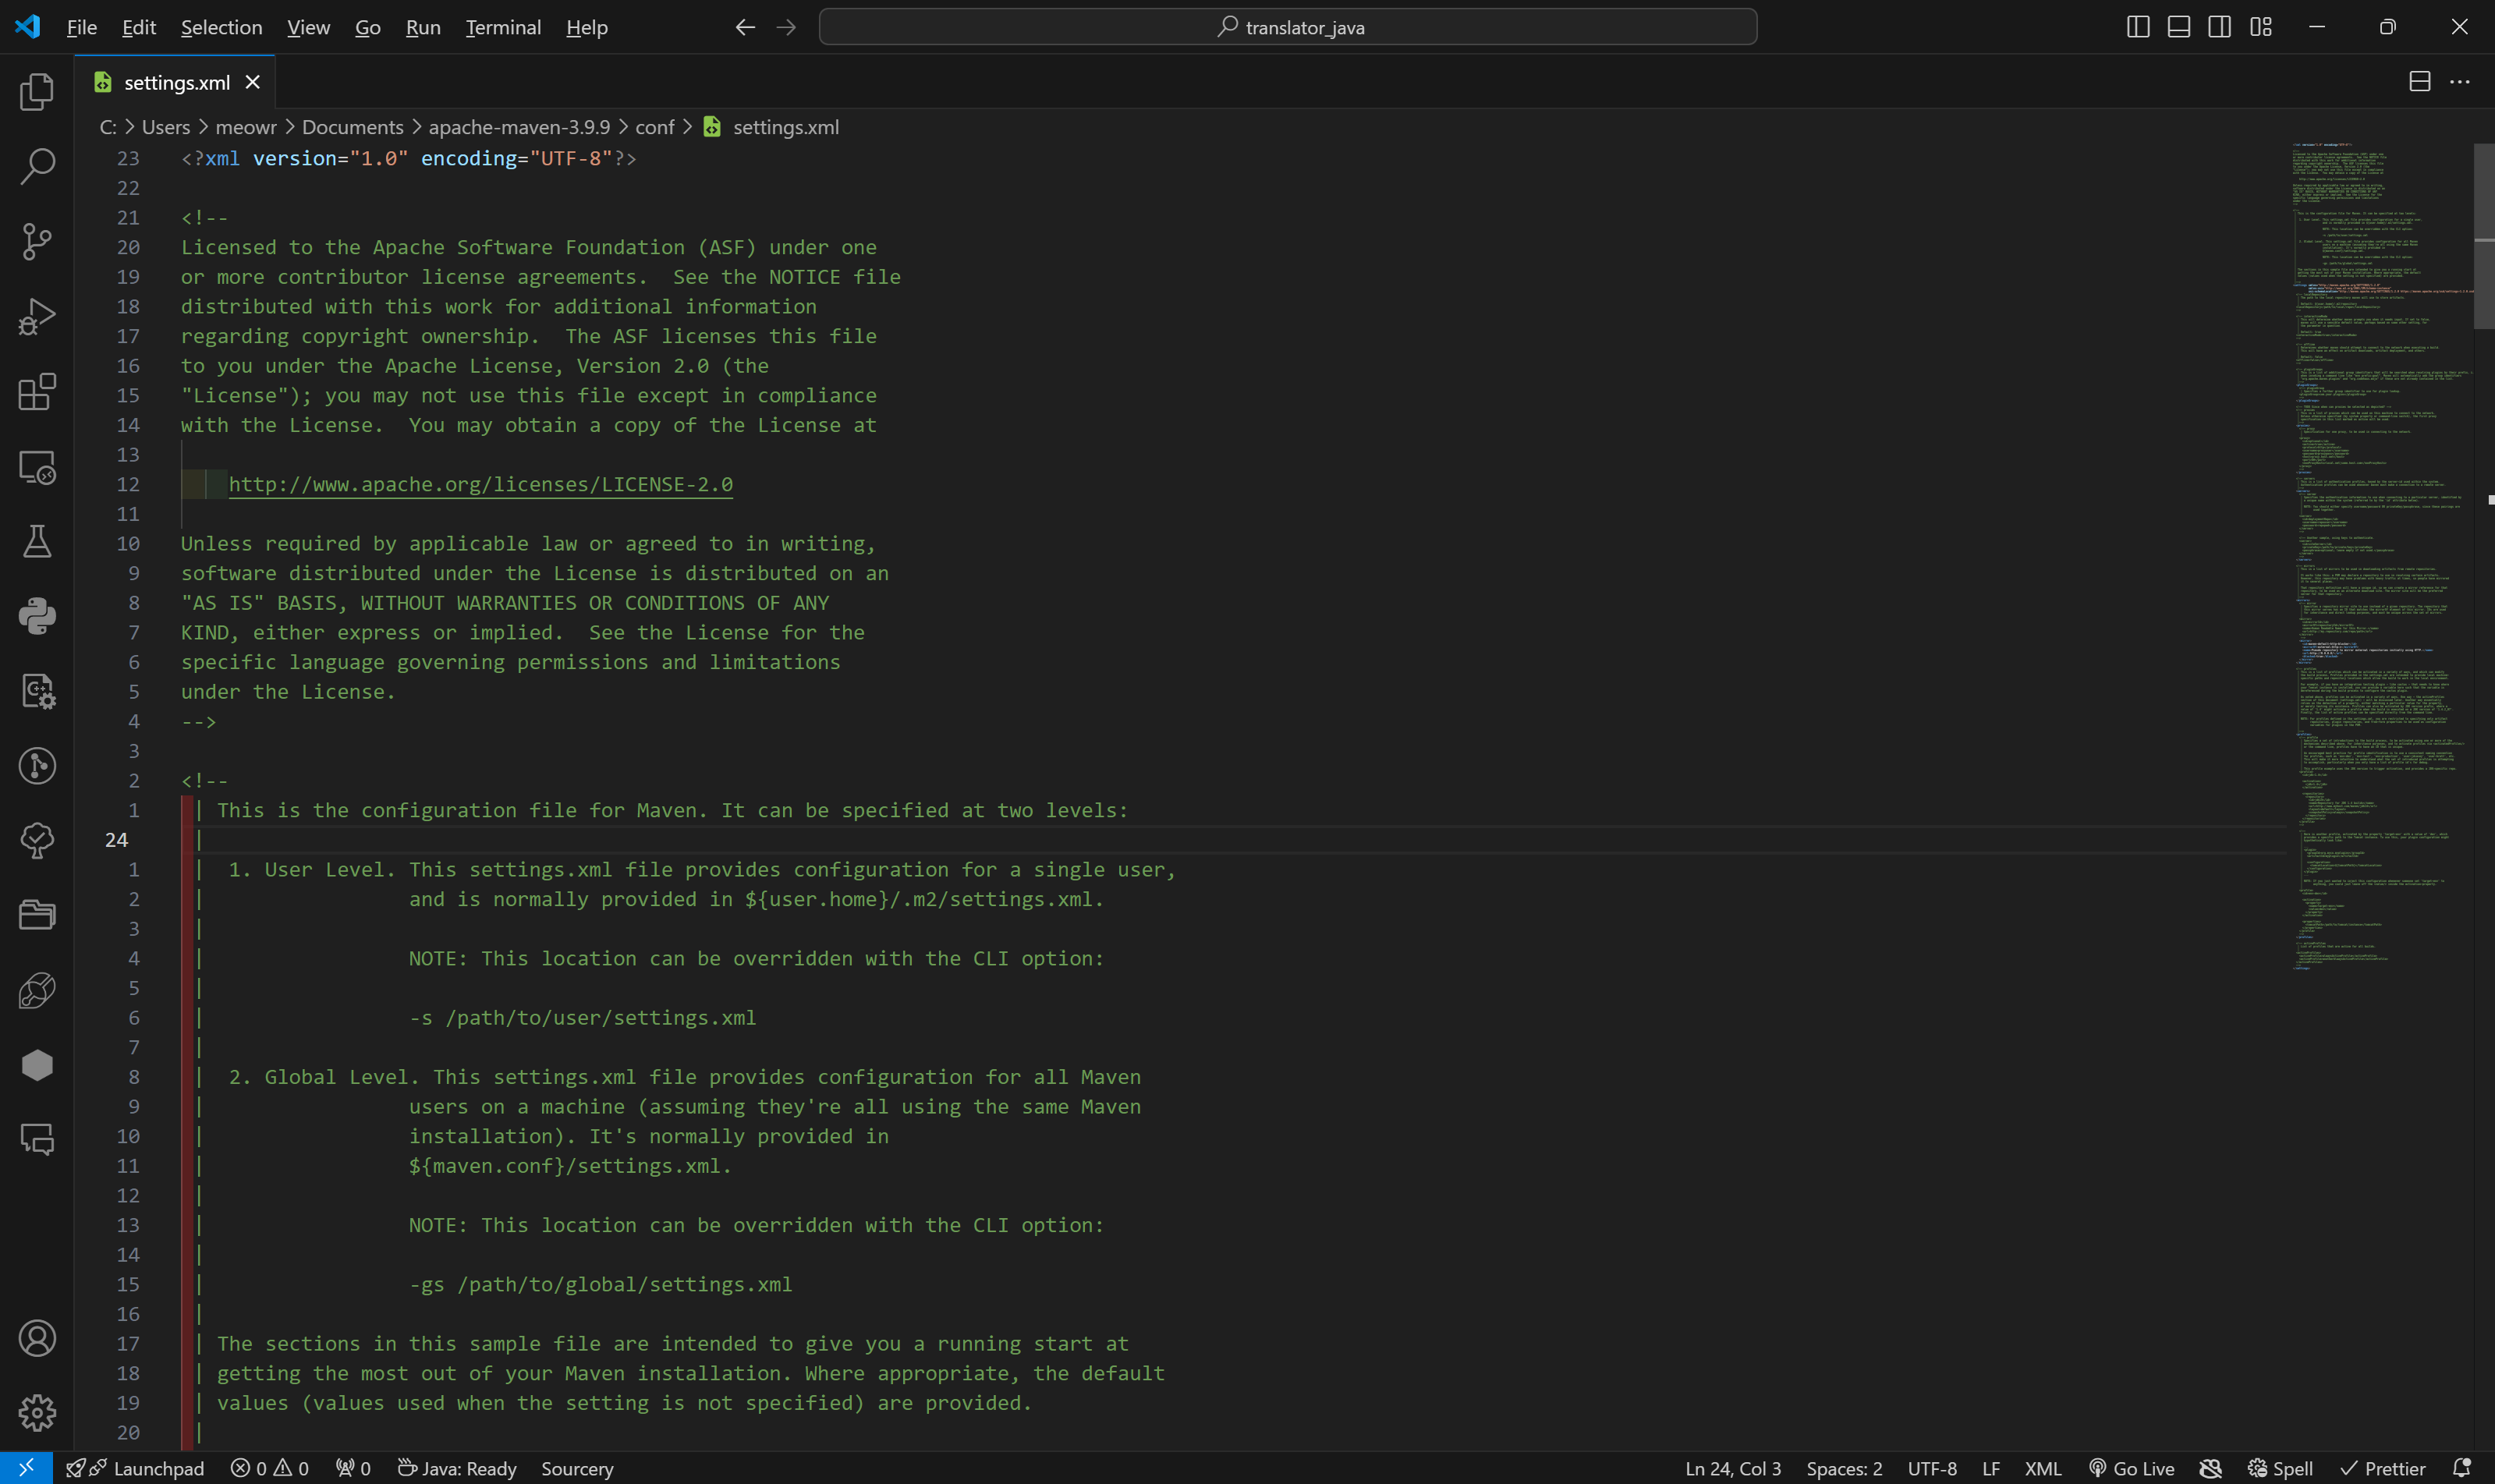 File Edit Selection View Go Run Terminal Help
translator_java
settings.xml
C: > Users > meowr > Documents > apache-maven-3.9.9 > conf > settings.xml
23 <?xml version="1.0" encoding="UTF-8"?>
22
21 <!--
20 Licensed to the Apache Software Foundation (ASF) under one
19 or more contributor license agreements.  See the NOTICE file
18 distributed with this work for additional information
17 regarding copyright ownership.  The ASF licenses this file
16 to you under the Apache License, Version 2.0 (the
15 "License"); you may not use this file except in compliance
14 with the License.  You may obtain a copy of the License at
13
12     http://www.apache.org/licenses/LICENSE-2.0
11
10 Unless required by applicable law or agreed to in writing,
9 software distributed under the License is distributed on an
8 "AS IS" BASIS, WITHOUT WARRANTIES OR CONDITIONS OF ANY
7 KIND, either express or implied.  See the License for the
6 specific language governing permissions and limitations
5 under the License.
4 -->
3
2 <!--
1  | This is the configuration file for Maven. It can be specified at two levels:
24  |
1  |  1. User Level. This settings.xml file provides configuration for a single user,
2  |                 and is normally provided in ${user.home}/.m2/settings.xml.
3  |
4  |                 NOTE: This location can be overridden with the CLI option:
5  |
6  |                 -s /path/to/user/settings.xml
7  |
8  |  2. Global Level. This settings.xml file provides configuration for all Maven
9  |                 users on a machine (assuming they're all using the same Maven
10  |                 installation). It's normally provided in
11  |                 ${maven.conf}/settings.xml.
12  |
13  |                 NOTE: This location can be overridden with the CLI option:
14  |
15  |                 -gs /path/to/global/settings.xml
16  |
17  | The sections in this sample file are intended to give you a running start at
18  | getting the most out of your Maven installation. Where appropriate, the default
19  | values (values used when the setting is not specified) are provided.
20  |
Launchpad 0 0 0 Java: Ready Sourcery Ln 24, Col 3 Spaces: 2 UTF-8 LF XML Go Live Spell Prettier